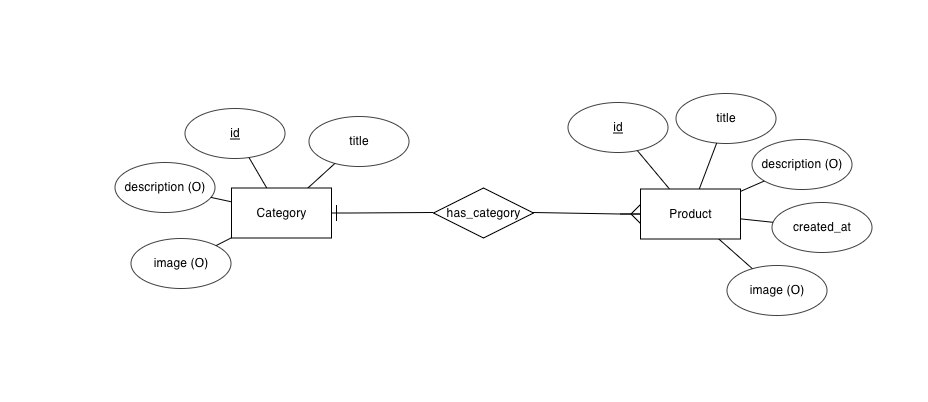 id
title
description (O)
Category
image (O)
has_category
id
title
description (O)
Product
created_at
image (O)